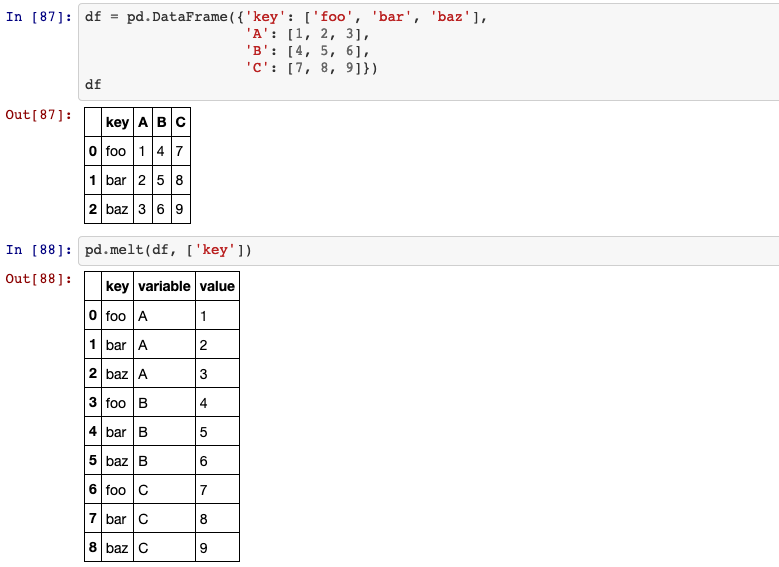 In [87]: df = pd.DataFrame({'key': ['foo', 'bar', 'baz'],
'A': [1, 2, 3],
'B': [4, 5, 6],
'C': [7, 8, 9]})
df
Out[87]:
key A B C
0 foo 1 4 7
1 bar 2 5 8
2 baz 3 6 9
In [88]: pd.melt(df, ['key'])
Out[88]:
key variable value
0 foo A 1
1 bar A 2
2 baz A 3
3 foo B 4
4 bar B 5
5 baz B 6
6 foo C 7
7 bar C 8
8 baz C 9